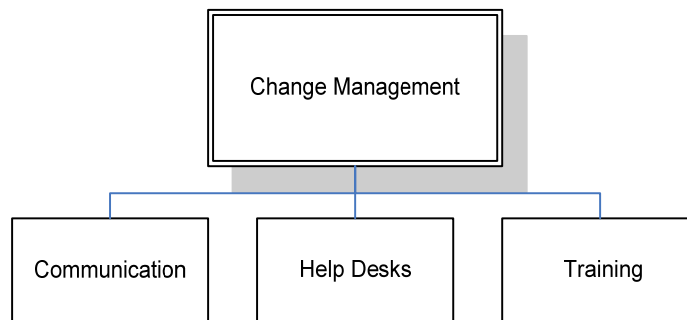 Change Management
Communication
Help Desks
Training